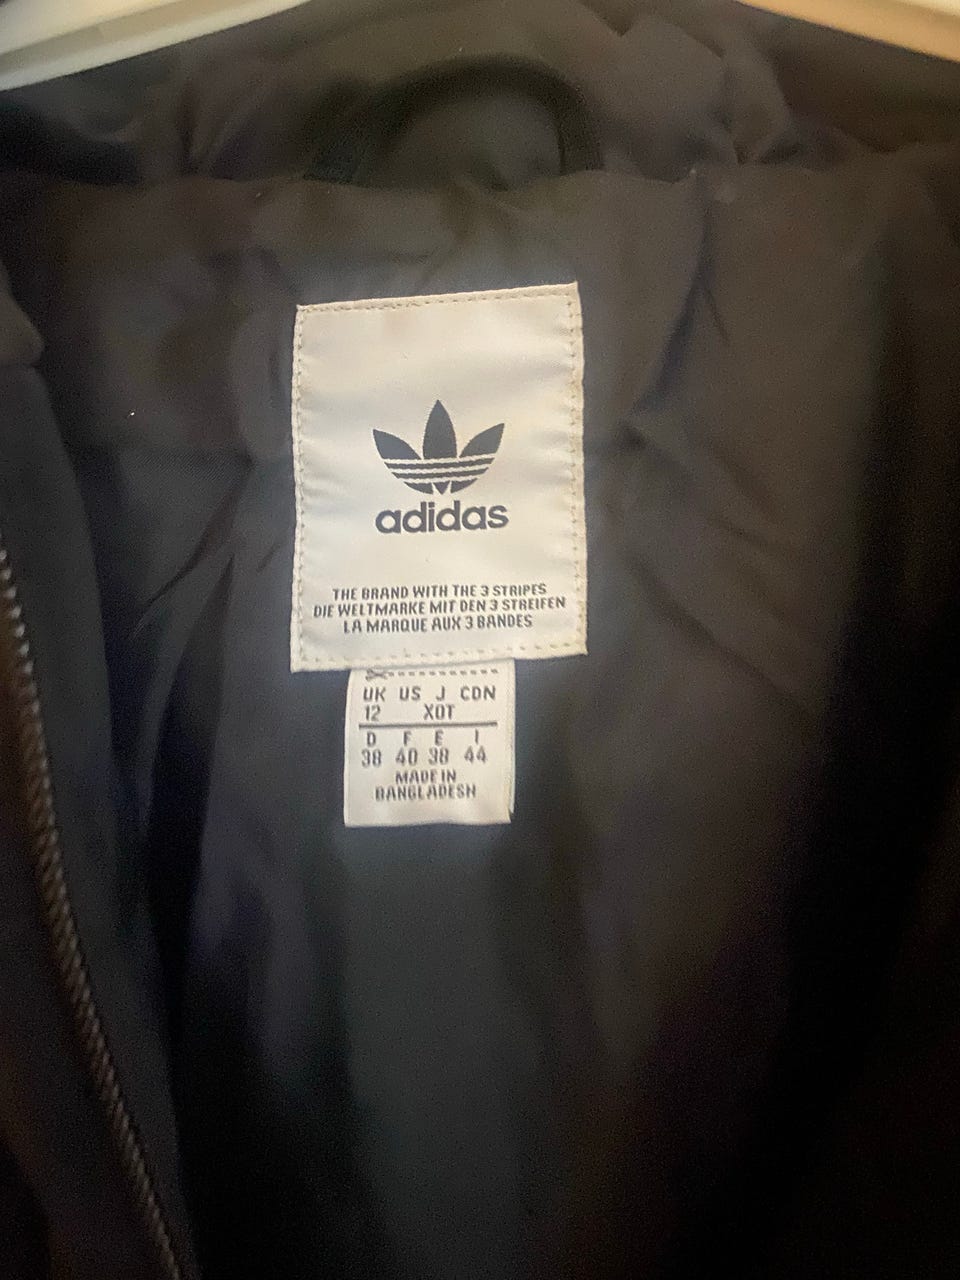 adidas
THE BRAND WITH THE 3 STRIPES
DIE WELTMARKE MIT DEN 3 STREIFEN
LA MARQUE AUX 3 BANDES
UK US J CDN
12 XOT
D F E I
38 40 38 44
MADE IN
BANGLADESH